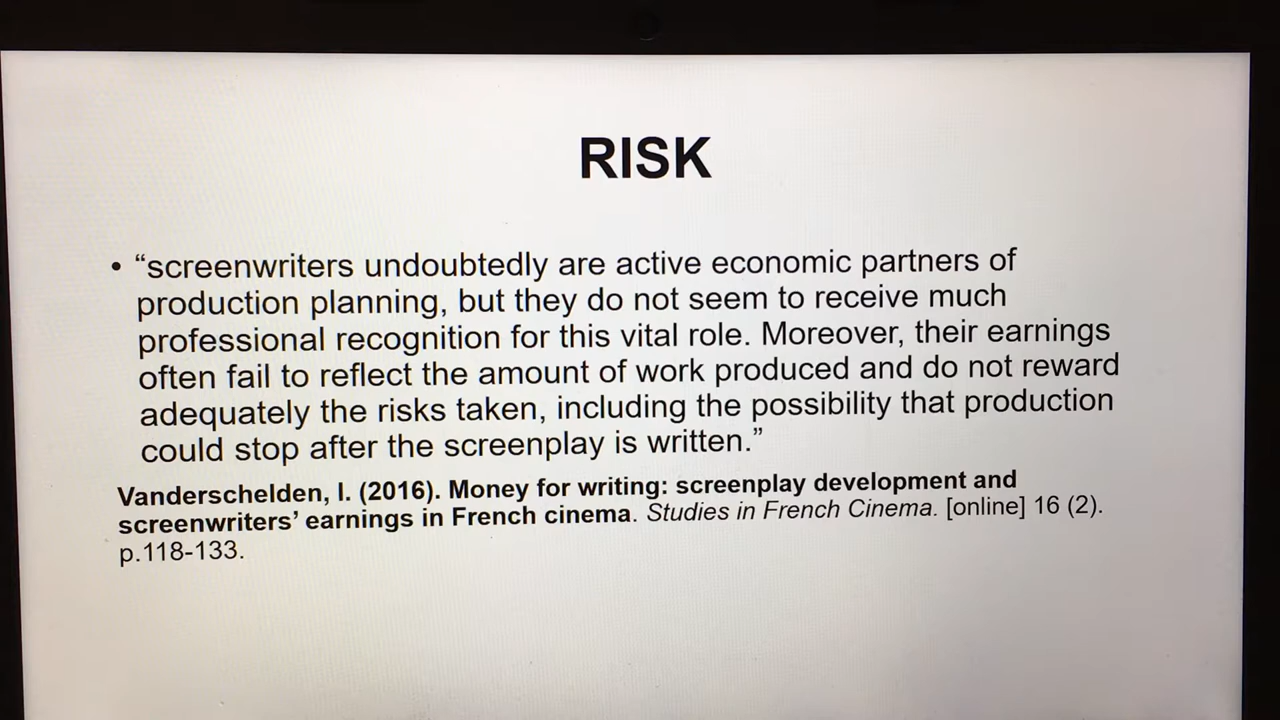 RISK
• “screenwriters undoubtedly are active economic partners of
production planning, but they do not seem to receive much
professional recognition for this vital role. Moreover, their earnings
often fail to reflect the amount of work produced and do not reward
adequately the risks taken, including the possibility that production
could stop after the screenplay is written.”
Vanderschelden, I. (2016). Money for writing: screenplay development and
screenwriters’ earnings in French cinema. Studies in French Cinema. [online] 16 (2).
p.118-133.